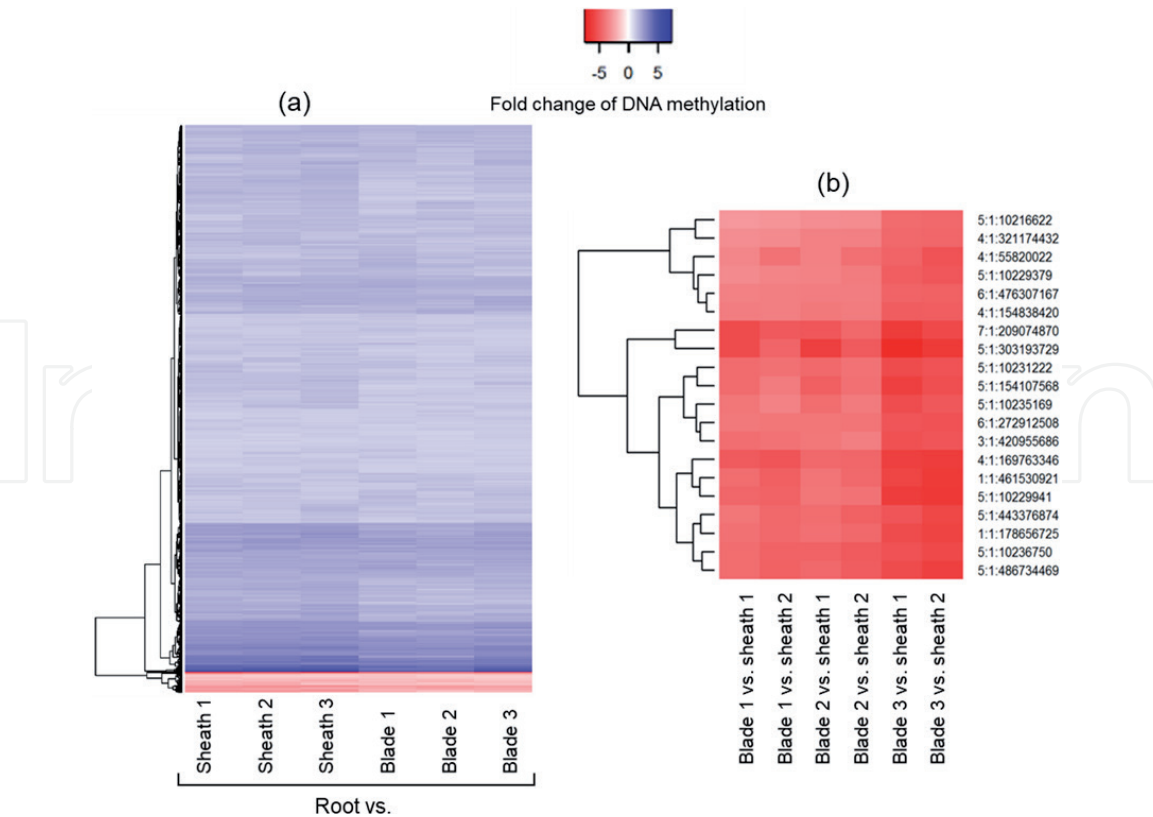 -5 0 5
Fold change of DNA methylation
(a)
(b)
5:1:10216622
4:1:321174432
4:1:55820022
5:1:10229379
6:1:476307167
4:1:154838420
7:1:209074870
5:1:303193729
5:1:10231222
5:1:154107568
5:1:10235169
6:1:272912508
3:1:420955686
4:1:169763346
1:1:461530921
5:1:10229941
5:1:443376874
1:1:178656725
5:1:10236750
5:1:486734469
Sheath 1
Sheath 2
Sheath 3
Blade 1
Blade 2
Blade 3
Root vs.
Blade 1 vs. sheath 1
Blade 1 vs. sheath 2
Blade 2 vs. sheath 1
Blade 2 vs. sheath 2
Blade 3 vs. sheath 1
Blade 3 vs. sheath 2